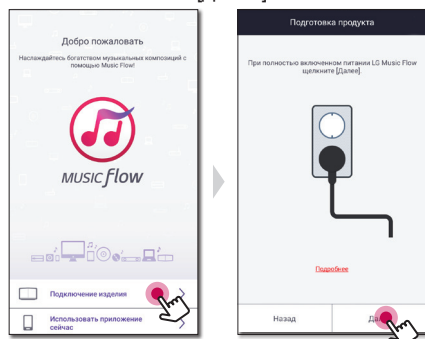 Добро пожаловать
Наслаждайтесь богатством музыкальных композиций с
помощью Music Flow!
MUSIC flow
Подключение изделия
Использовать приложение
сейчас
Подготовка продукта
При полностью включенном питании LG Music Flow
щелкните [Далее].
Подробнее
Назад